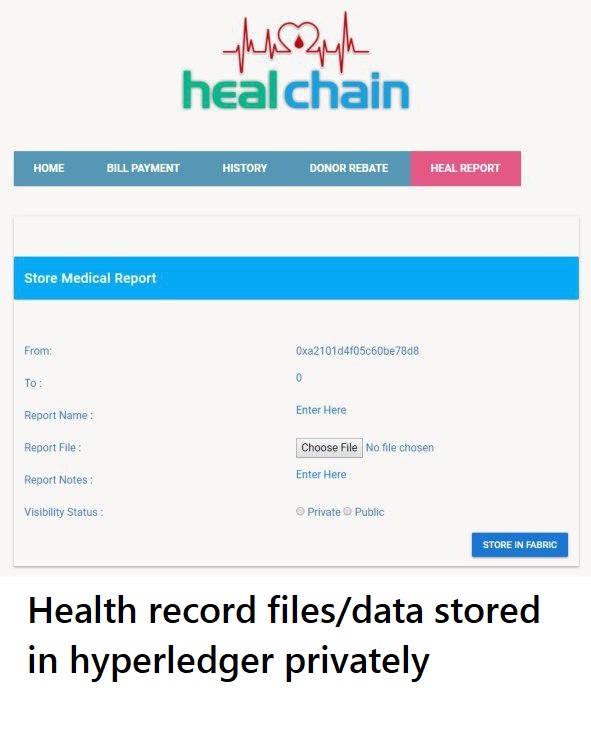 healchain
HOME BILL PAYMENT HISTORY DONOR REBATE HEAL REPORT
Store Medical Report
From: 0xa2101d4f05c60be78d8
To : 0
Report Name : Enter Here
Report File : Choose File No file chosen
Report Notes : Enter Here
Visibility Status : Private Public
STORE IN FABRIC
Health record files/data stored
in hyperledger privately